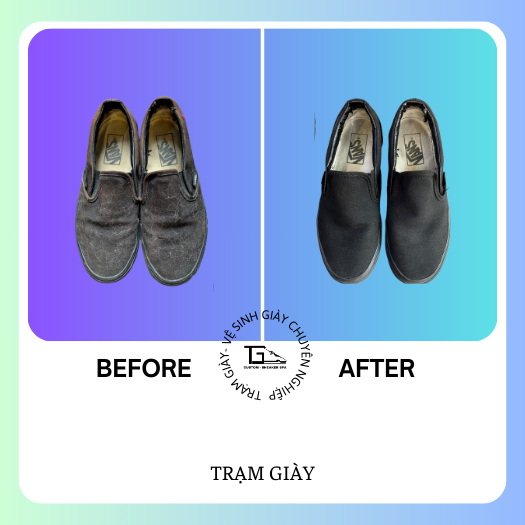 VANS
VANS
BEFORE
AFTER
TRẠM GIÀY - VỆ SINH GIÀY CHUYÊN NGHIỆP
TG
CUSTOM - SNEAKER SPA
TRẠM GIÀY